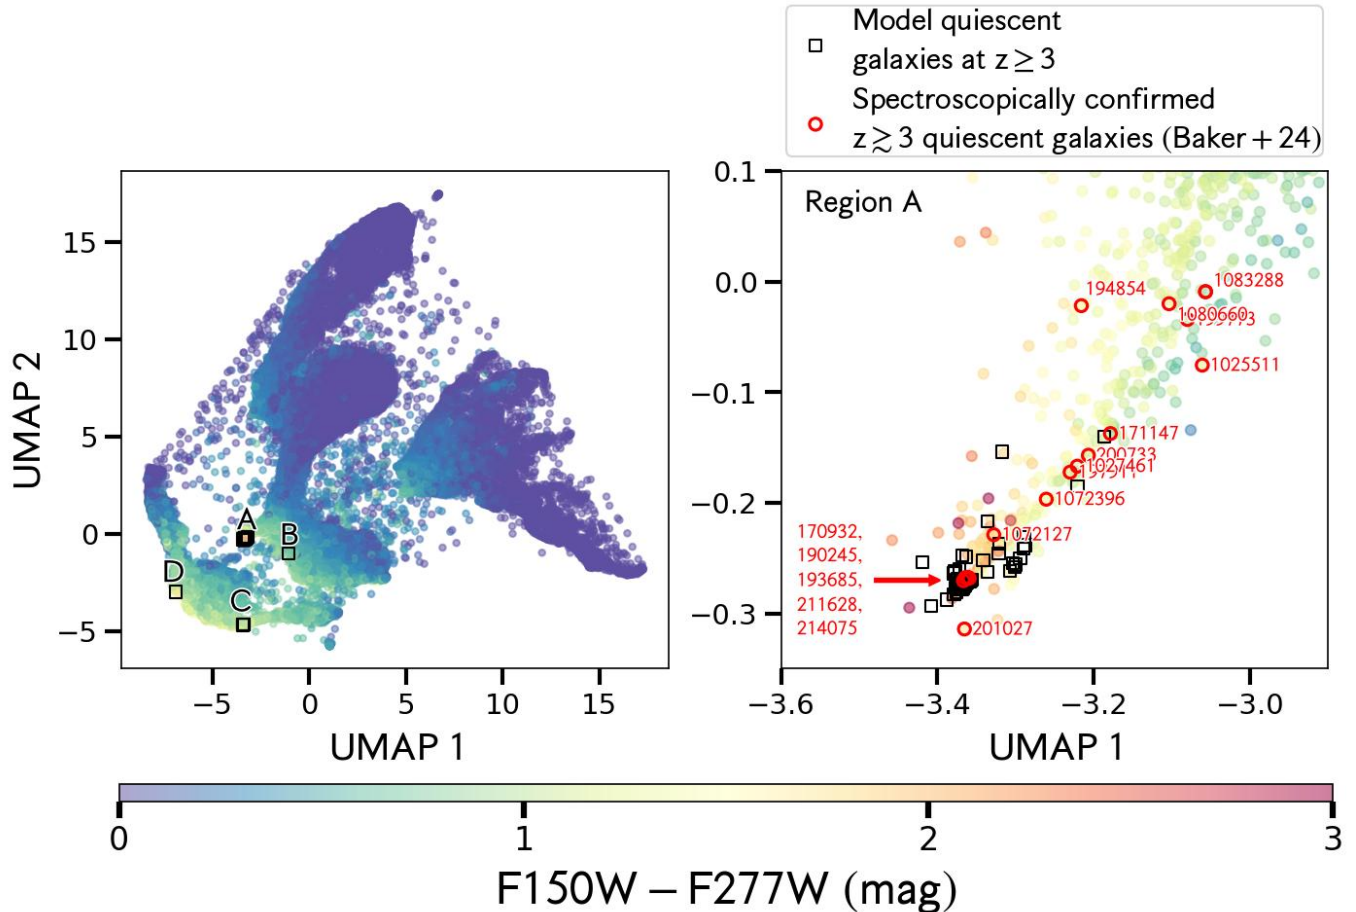 Model quiescent
galaxies at z ≥ 3
Spectroscopically confirmed
z ≳ 3 quiescent galaxies (Baker + 24)
15
10
5
0
−5
UMAP 2
A
B
D
C
−5
0
5
10
15
UMAP 1
0.1
0.0
−0.1
−0.2
−0.3
Region A
194854
1083288
1080660
1025511
171147
200733
1027461
1072396
1072127
170932,
190245,
193685,
211628,
214075
201027
−3.6
−3.4
−3.2
−3.0
UMAP 1
0
1
2
3
F150W − F277W (mag)